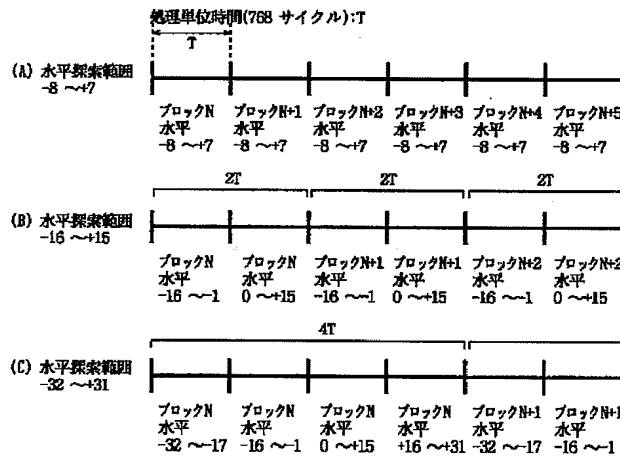 処理単位時間(768 サイクル):T
T
(A) 水平探索範囲
-8 ~+7
ブロックN ブロックN+1 ブロックN+2 ブロックN+3 ブロックN+4 ブロックN+5
水平 水平 水平 水平 水平 水平
-8 ~+7 -8 ~+7 -8 ~+7 -8 ~+7 -8 ~+7 -8 ~+7
2T 2T 2T
(B) 水平探索範囲
-16 ~+15
ブロックN ブロックN ブロックN+1 ブロックN+1 ブロックN+2 ブロックN+2
水平 水平 水平 水平 水平 水平
-16 ~-1 0 ~+15 -16 ~-1 0 ~+15 -16 ~-1 0 ~+15
4T
(C) 水平探索範囲
-32 ~+31
ブロックN ブロックN ブロックN ブロックN ブロックN+1 ブロックN+1
水平 水平 水平 水平 水平 水平
-32 ~-17 -16 ~-1 0 ~+15 +16 ~+31 -32 ~-17 -16 ~-1